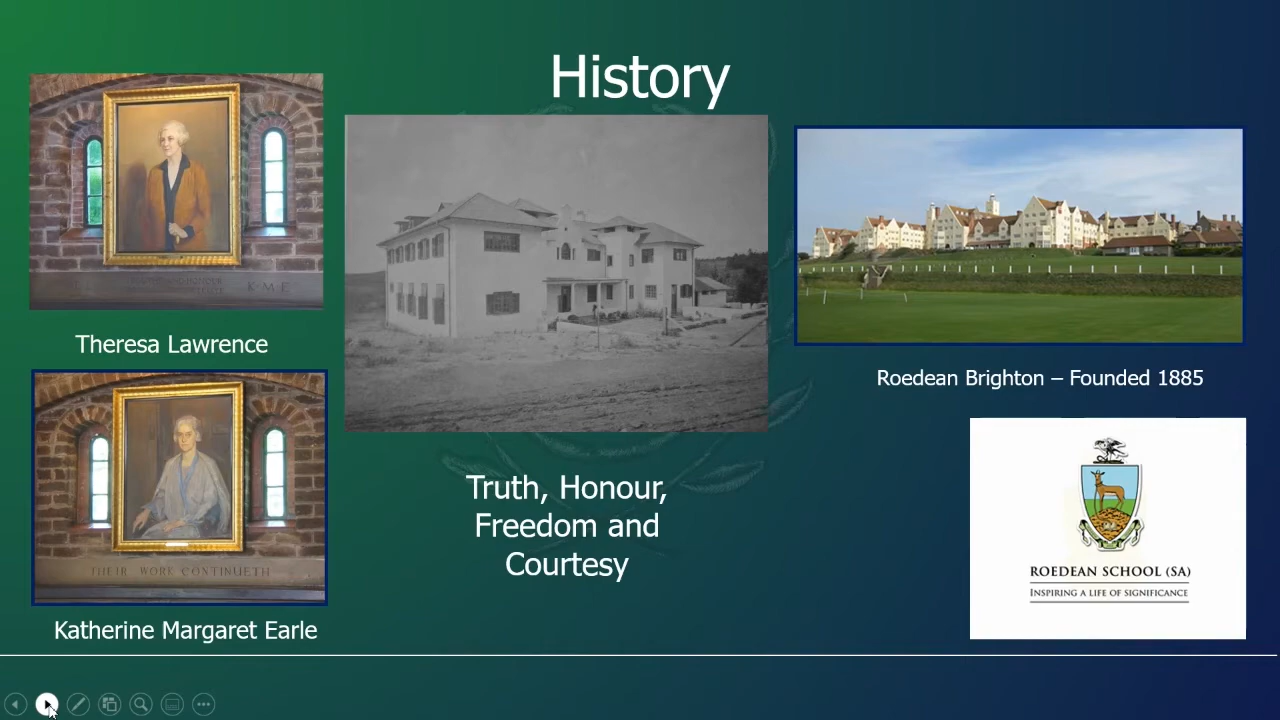 History
K M E
Theresa Lawrence
THEIR WORK CONTINUETH
Katherine Margaret Earle
Truth, Honour,
Freedom and
Courtesy
Roedean Brighton – Founded 1885
ROEDEAN SCHOOL (SA)
INSPIRING A LIFE OF SIGNIFICANCE